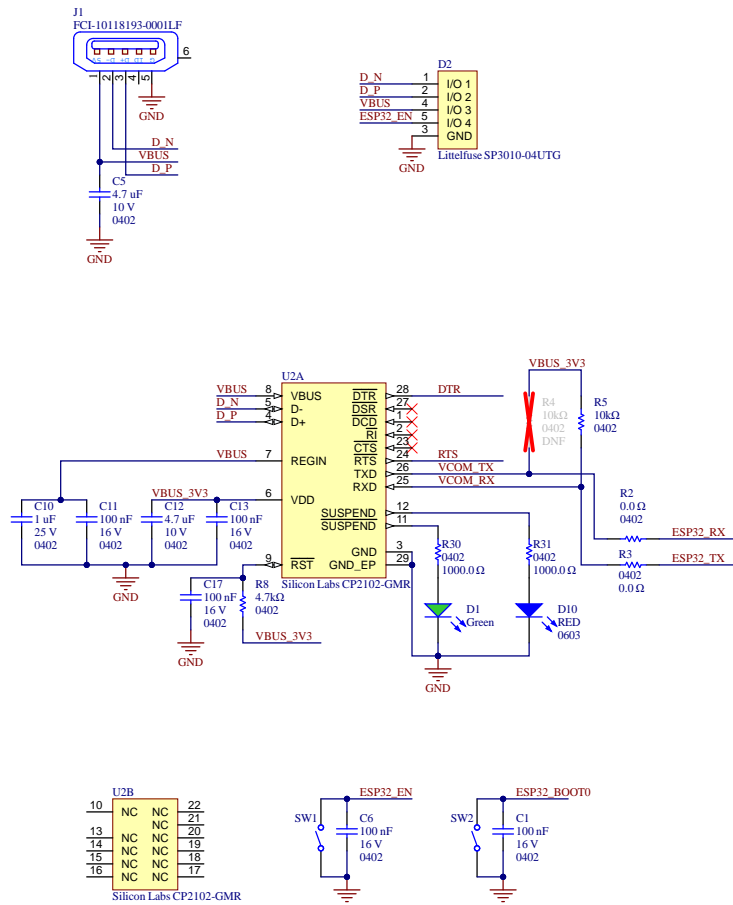 J1
FCI-10118193-0001LF
6
1 2 3 4 5
GND
D_N
VBUS
D_P
C5
4.7 uF
10 V
0402
GND
D2
D_N 1 I/O 1
D_P 2 I/O 2
VBUS 4 I/O 3
ESP32_EN 5 I/O 4
3 GND
GND
Littelfuse SP3010-04UTG
VBUS_3V3
U2A
VBUS 8 VBUS
D_N 5 D-
D_P 4 D+
VBUS 7 REGIN
VBUS_3V3 6 VDD
9 RST
DTR 28 DTR
DSR 27
DCD 1
RI 2
CTS 23
RTS 24 RTS
TXD 26 VCOM_TX
RXD 25 VCOM_RX
SUSPEND 12
SUSPEND 11
GND 3
GND_EP 29
Silicon Labs CP2102-GMR
R4
10kΩ
0402
DNF
R5
10kΩ
0402
R2
0.0 Ω
0402
ESP32_RX
R3
0402
0.0 Ω
ESP32_TX
C10
1 uF
25 V
0402
C11
100 nF
16 V
0402
C12
4.7 uF
10 V
0402
C13
100 nF
16 V
0402
GND
C17
100 nF
16 V
0402
GND
R8
4.7kΩ
0402
VBUS_3V3
R30
0402
1000.0 Ω
R31
0402
1000.0 Ω
D1
Green
D10
RED
0603
GND
U2B
10 NC NC 22
NC 21
13 NC NC 20
14 NC NC 19
15 NC NC 18
16 NC NC 17
Silicon Labs CP2102-GMR
ESP32_EN
SW1
C6
100 nF
16 V
0402
ESP32_BOOT0
SW2
C1
100 nF
16 V
0402